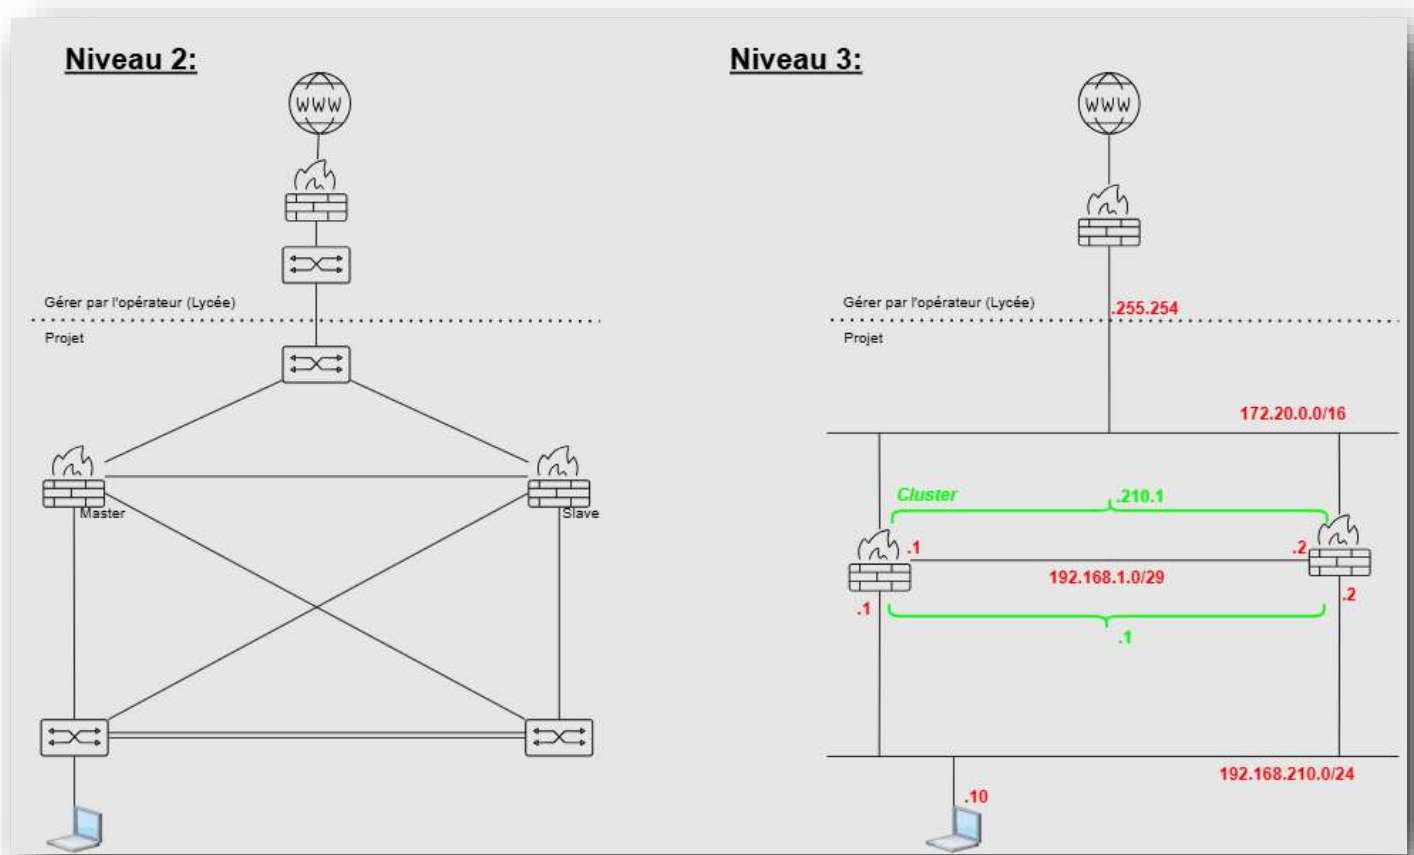 Niveau 2:
WWW
Gérer par l'opérateur (Lycée)
Projet
Master
Slave
Niveau 3:
WWW
Gérer par l'opérateur (Lycée)
.255.254
Projet
172.20.0.0/16
Cluster
.210.1
.1
.2
192.168.1.0/29
.1
.2
.1
192.168.210.0/24
.10